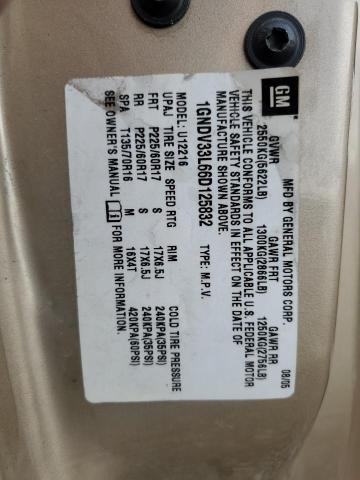 GM
MFD BY GENERAL MOTORS CORP. 08/05
GVWR GAWR FRT GAWR RR
2550KG(5622LB) 1300KG(2866LB) 1250KG(2756LB)
THIS VEHICLE CONFORMS TO ALL APPLICABLE U.S. FEDERAL MOTOR
VEHICLE SAFETY STANDARDS IN EFFECT ON THE DATE OF
MANUFACTURE SHOWN ABOVE.
1GNDV33L66D125832 TYPE: M.P.V.
MODEL: U12216
UPAJ TIRE SIZE SPEED RTG RIM COLD TIRE PRESSURE
FRT P225/60R17 S 17X6.5J 240KPA(35PSI)
RR P225/60R17 S 17X6.5J 240KPA(35PSI)
SPA T135/70R16 M 16X4T 420KPA(60PSI)
SEE OWNER'S MANUAL FOR MORE INFORMATION.